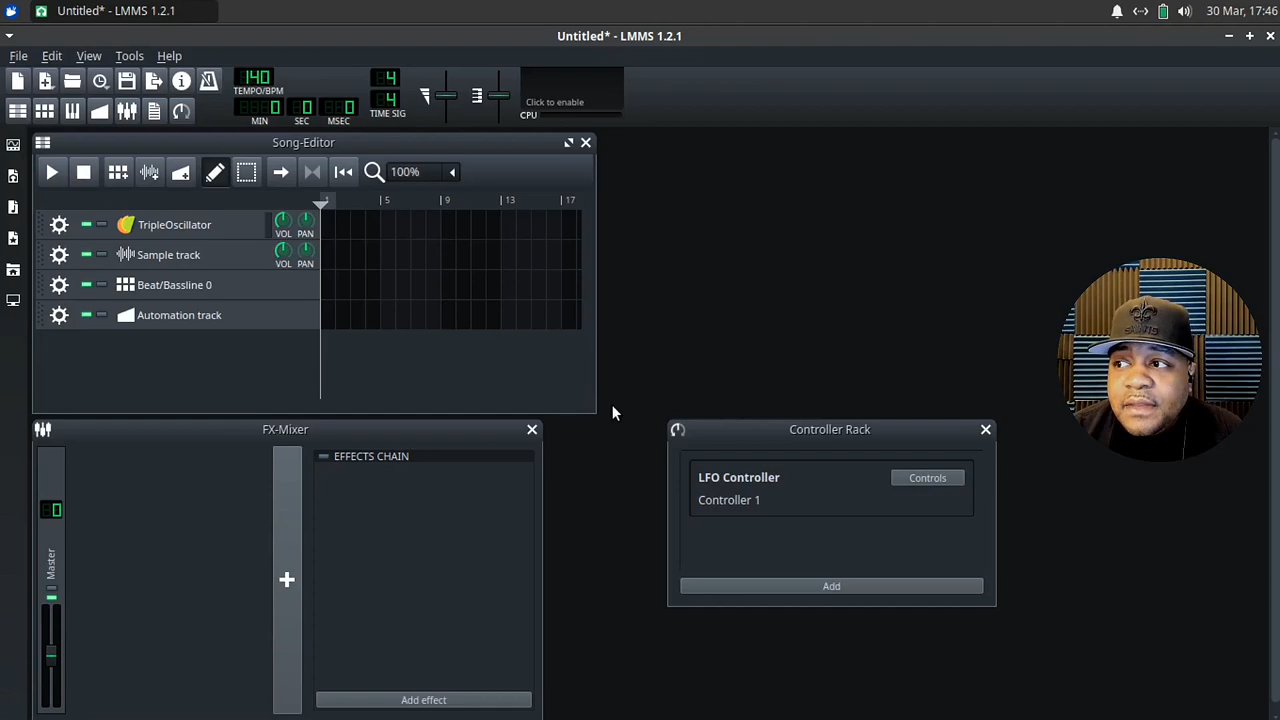 Untitled* - LMMS 1.2.1
30 Mar, 17:46
Untitled* - LMMS 1.2.1
File Edit View Tools Help
140
TEMPO/BPM
0 0 0
MIN SEC MSEC
4
4
TIME SIG
Click to enable
CPU
Song-Editor
100%
1 5 9 13 17
TripleOscillator
VOL PAN
Sample track
VOL PAN
Beat/Bassline 0
Automation track
FX-Mixer
0
Master
EFFECTS CHAIN
Add effect
Controller Rack
LFO Controller
Controls
Controller 1
Add
SAINTS